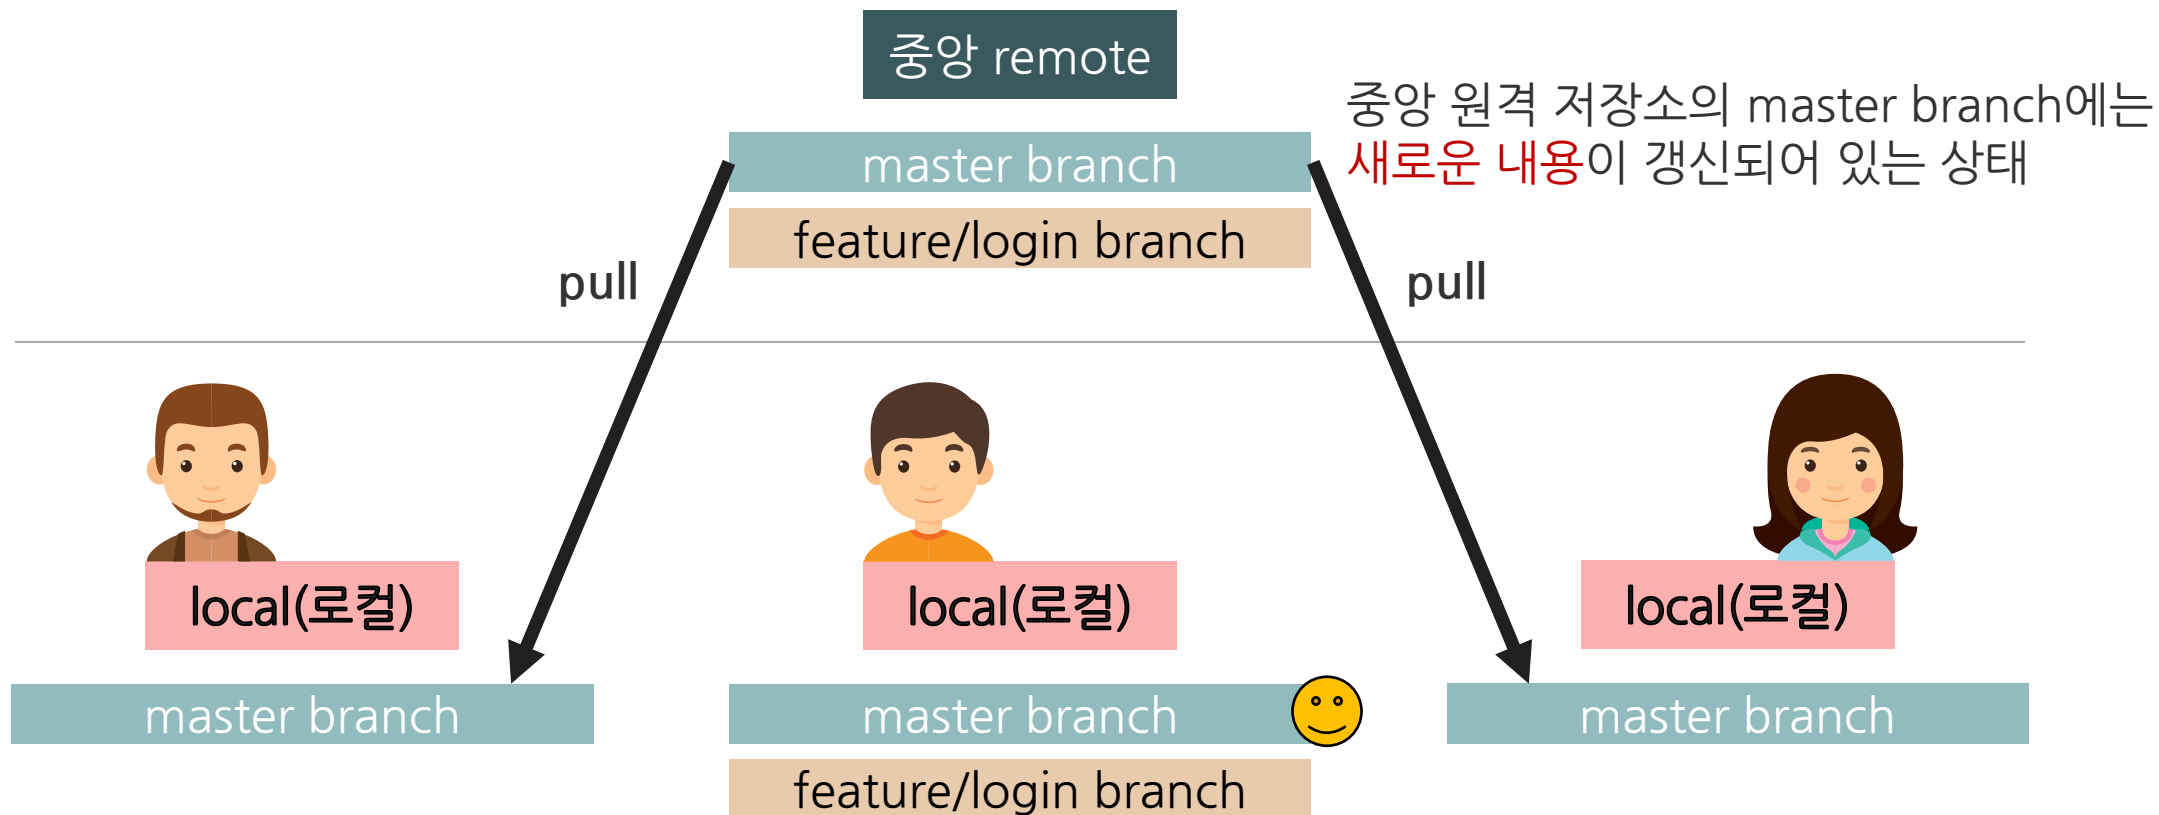 중앙 remote
중앙 원격 저장소의 master branch에는
새로운 내용이 갱신되어 있는 상태
master branch
feature/login branch
pull
pull
local(로컬)
local(로컬)
local(로컬)
master branch
master branch
master branch
feature/login branch